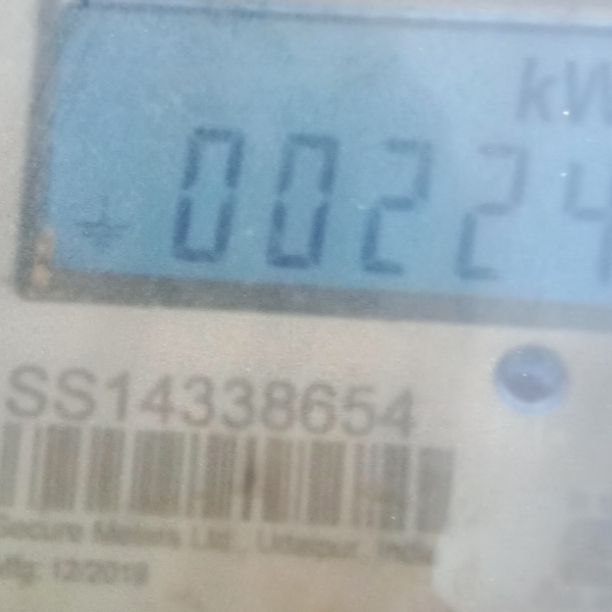 kW
00224
SS14338654
Secure Meters Ltd., Udaipur, India
Mfg: 12/2019